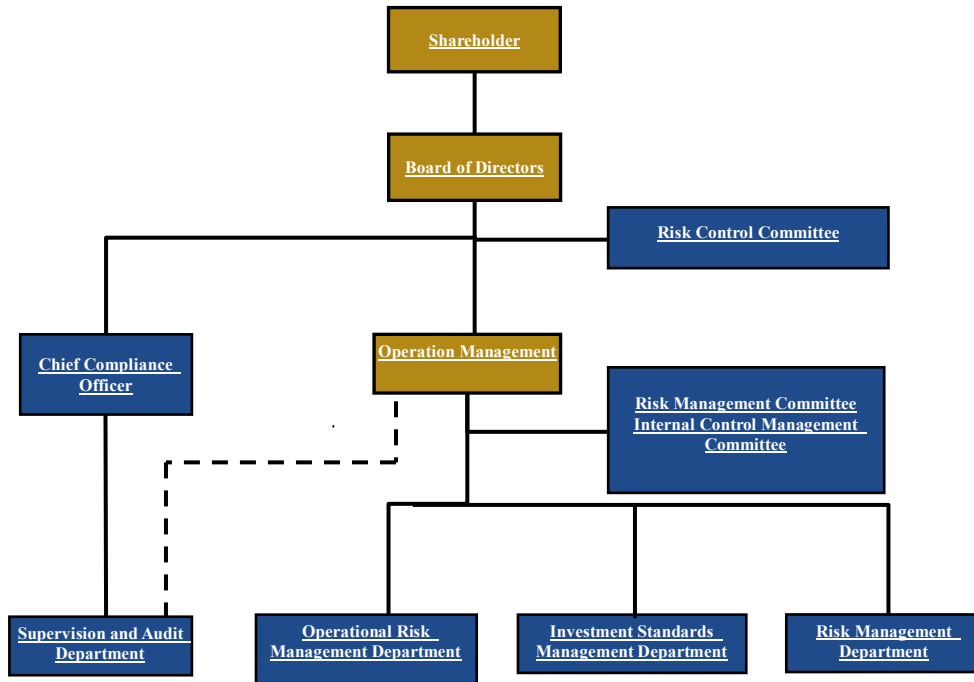 Shareholder
Board of Directors
Risk Control Committee
Operation Management
Chief Compliance
Officer
Risk Management Committee
Internal Control Management
Committee
Supervision and Audit
Department
Operational Risk
Management Department
Investment Standards
Management Department
Risk Management
Department